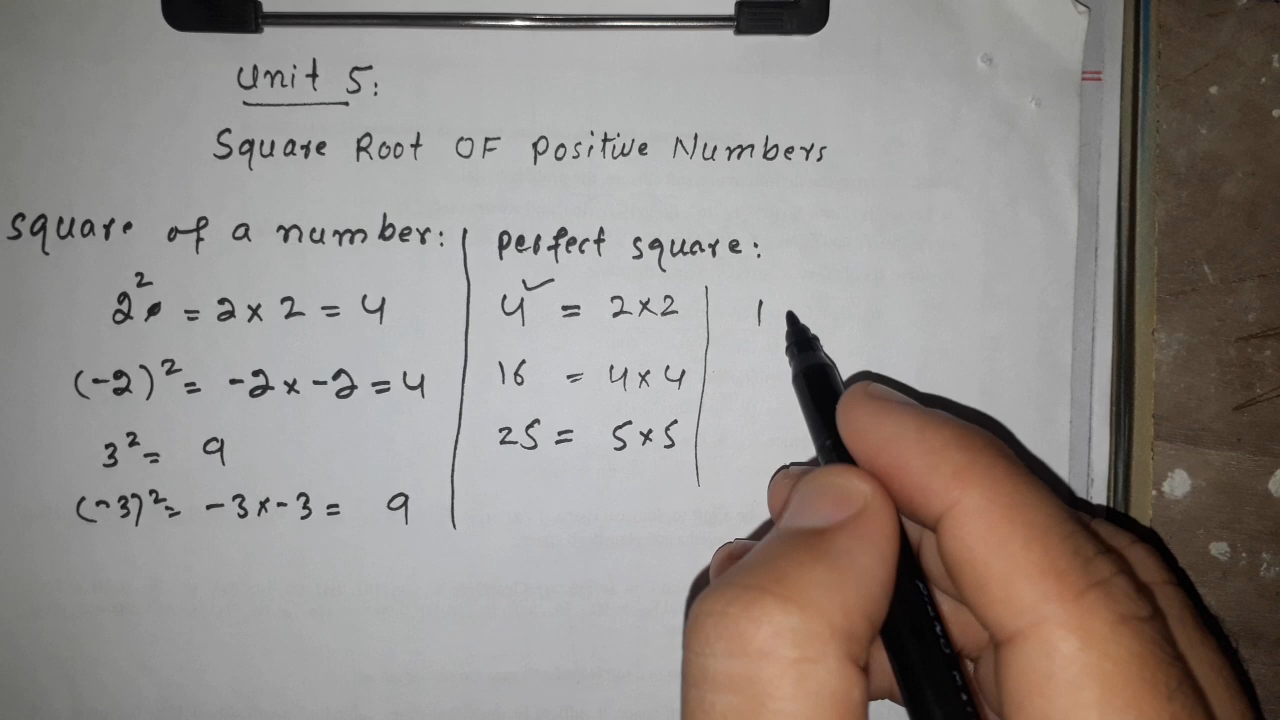 Unit 5:
Square Root OF Positive Numbers
square of a number:
2² = 2 x 2 = 4
(-2)² = -2 x -2 = 4
3² = 9
(-3)² = -3 x -3 = 9
perfect square:
4 ✓ = 2 x 2
16 = 4 x 4
25 = 5 x 5
1